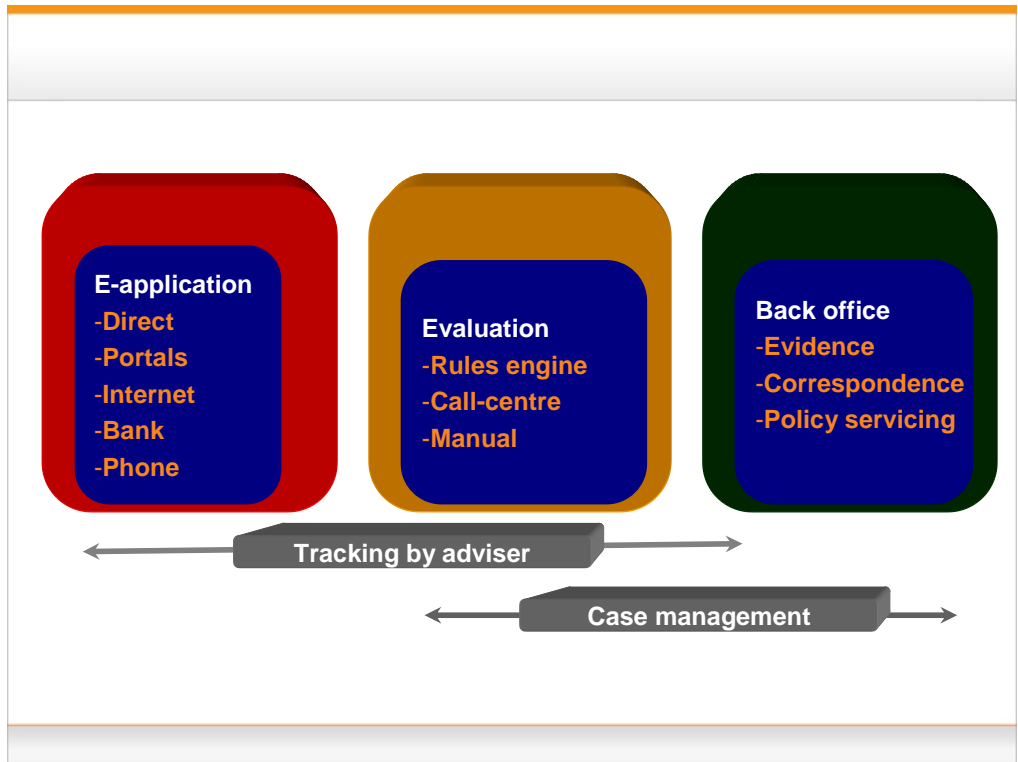 E-application
-Direct
-Portals
-Internet
-Bank
-Phone
Evaluation
-Rules engine
-Call-centre
-Manual
Back office
-Evidence
-Correspondence
-Policy servicing
Tracking by adviser
Case management